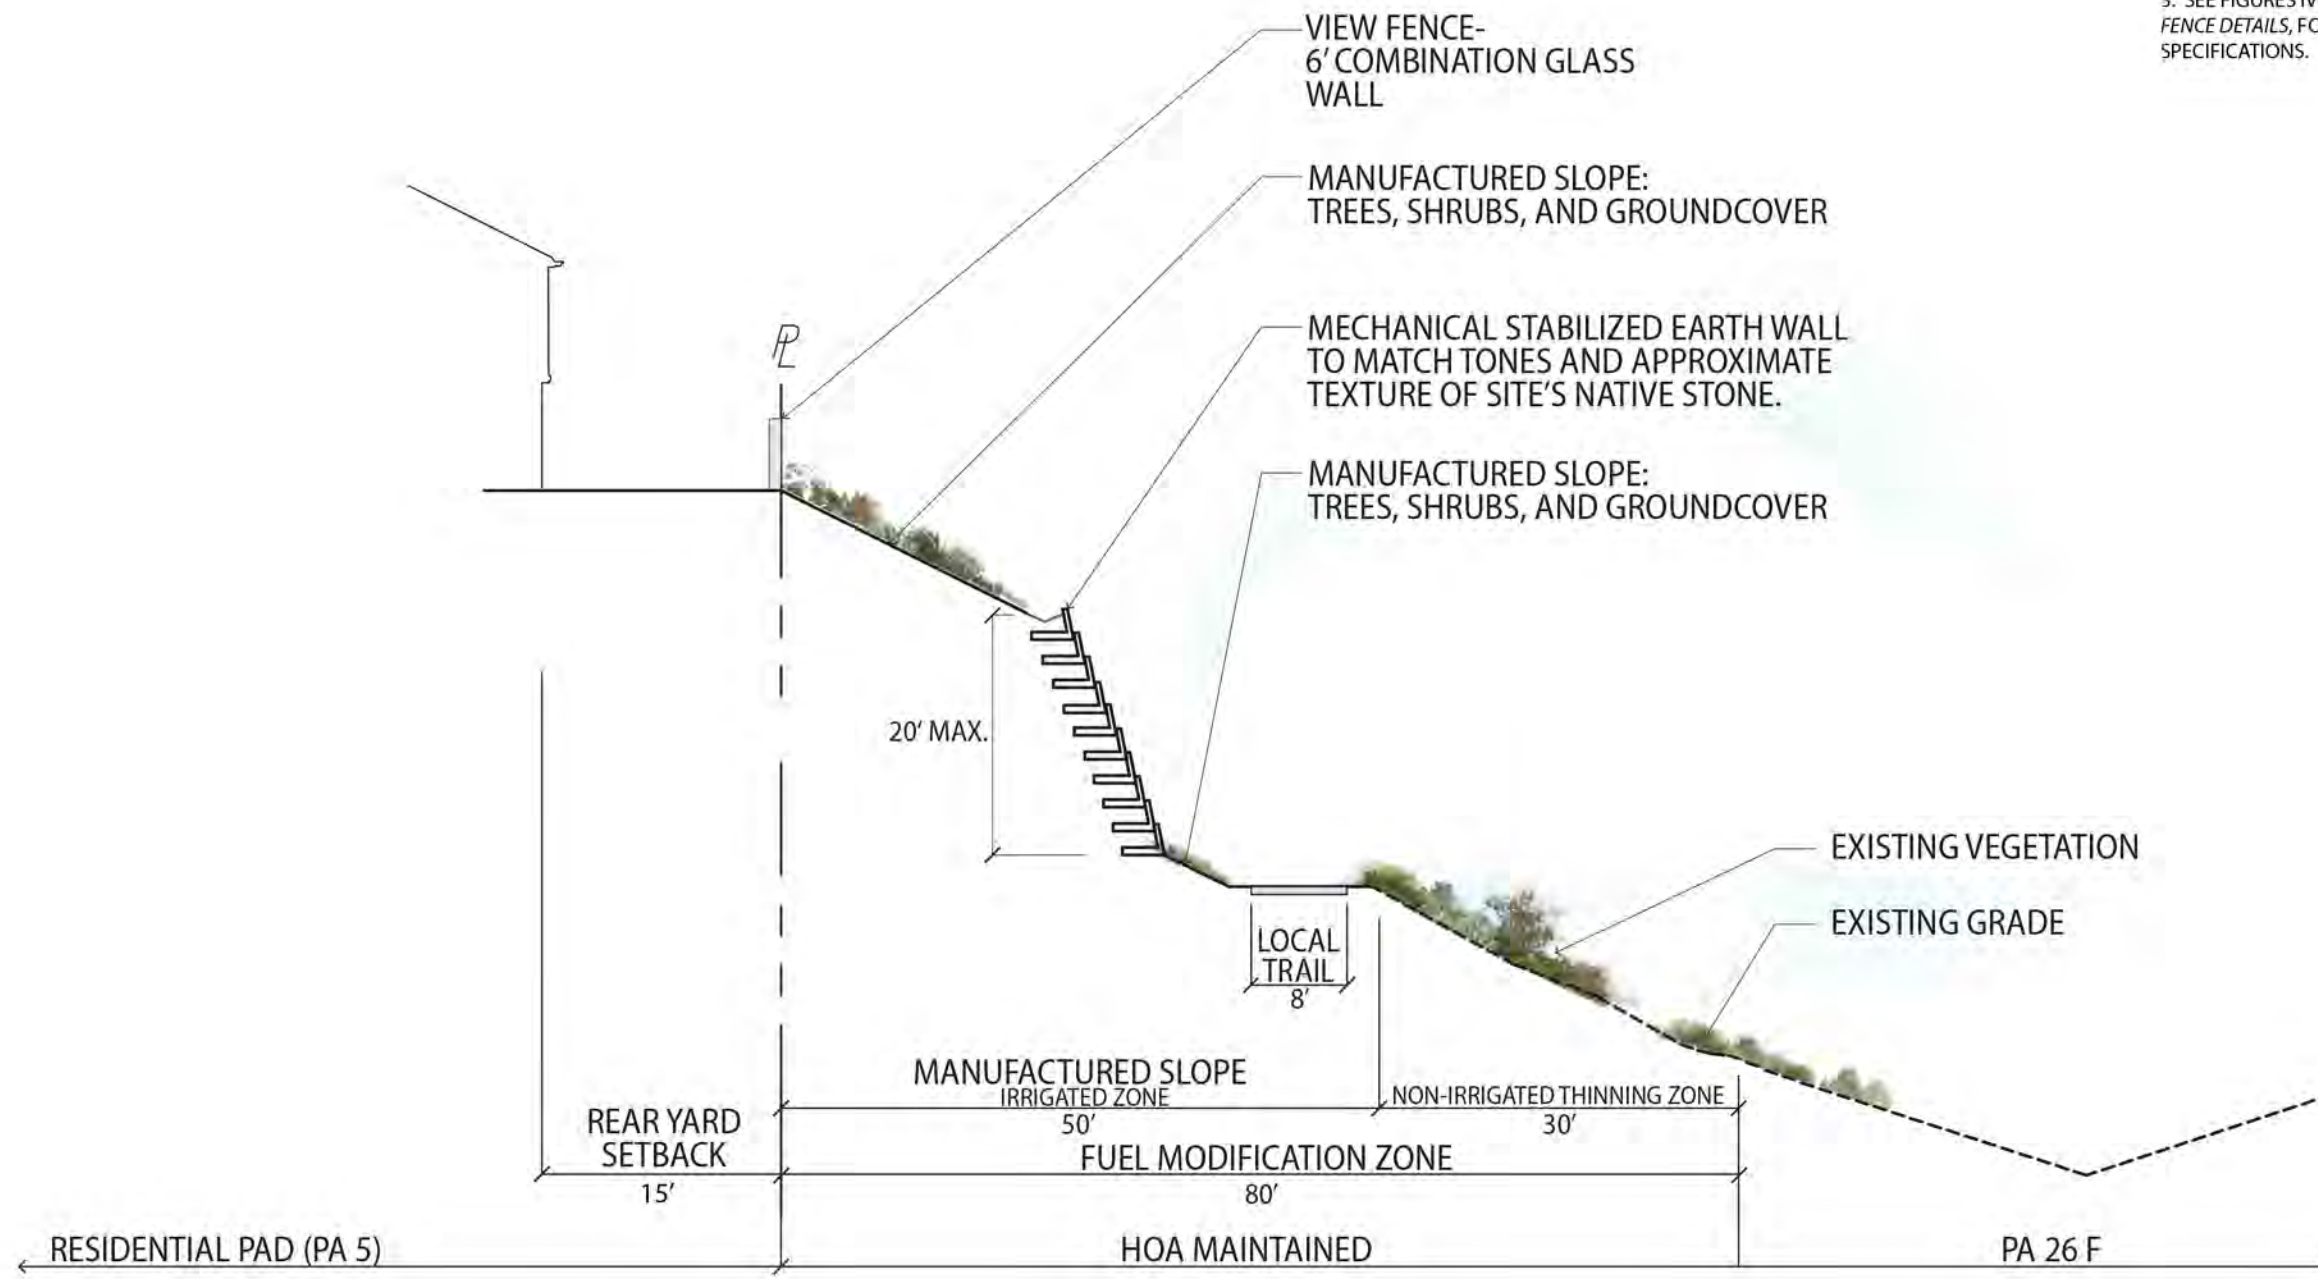 FENCE DETAILS, FO
SPECIFICATIONS.
VIEW FENCE-
6' COMBINATION GLASS
WALL
MANUFACTURED SLOPE:
TREES, SHRUBS, AND GROUNDCOVER
MECHANICAL STABILIZED EARTH WALL
TO MATCH TONES AND APPROXIMATE
TEXTURE OF SITE'S NATIVE STONE.
MANUFACTURED SLOPE:
TREES, SHRUBS, AND GROUNDCOVER
PL
20' MAX.
EXISTING VEGETATION
EXISTING GRADE
LOCAL
TRAIL
8'
MANUFACTURED SLOPE
IRRIGATED ZONE
50'
NON-IRRIGATED THINNING ZONE
30'
REAR YARD
SETBACK
15'
FUEL MODIFICATION ZONE
80'
RESIDENTIAL PAD (PA 5)
HOA MAINTAINED
PA 26 F